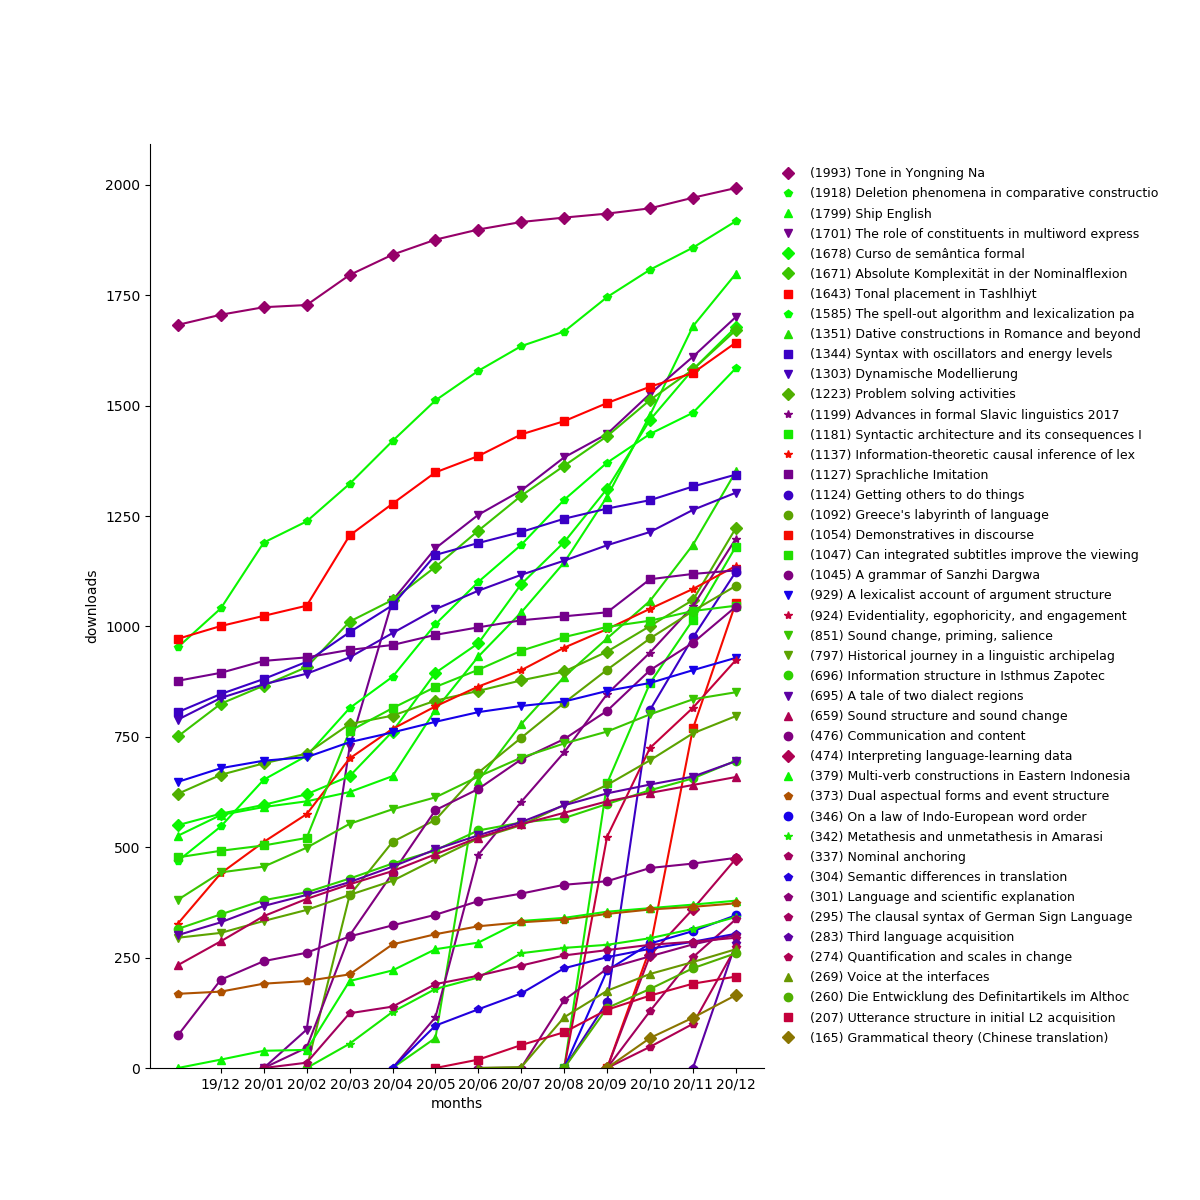 2000
1750
1500
1250
1000
750
500
250
0
downloads
19/12 20/01 20/02 20/03 20/04 20/05 20/06 20/07 20/08 20/09 20/10 20/11 20/12
months
(1993) Tone in Yongning Na
(1918) Deletion phenomena in comparative constructio
(1799) Ship English
(1701) The role of constituents in multiword express
(1678) Curso de semântica formal
(1671) Absolute Komplexität in der Nominalflexion
(1643) Tonal placement in Tashlhiyt
(1585) The spell-out algorithm and lexicalization pa
(1351) Dative constructions in Romance and beyond
(1344) Syntax with oscillators and energy levels
(1303) Dynamische Modellierung
(1223) Problem solving activities
(1199) Advances in formal Slavic linguistics 2017
(1181) Syntactic architecture and its consequences I
(1137) Information-theoretic causal inference of lex
(1127) Sprachliche Imitation
(1124) Getting others to do things
(1092) Greece's labyrinth of language
(1054) Demonstratives in discourse
(1047) Can integrated subtitles improve the viewing
(1045) A grammar of Sanzhi Dargwa
(929) A lexicalist account of argument structure
(924) Evidentiality, egophoricity, and engagement
(851) Sound change, priming, salience
(797) Historical journey in a linguistic archipelag
(696) Information structure in Isthmus Zapotec
(695) A tale of two dialect regions
(659) Sound structure and sound change
(476) Communication and content
(474) Interpreting language-learning data
(379) Multi-verb constructions in Eastern Indonesia
(373) Dual aspectual forms and event structure
(346) On a law of Indo-European word order
(342) Metathesis and unmetathesis in Amarasi
(337) Nominal anchoring
(304) Semantic differences in translation
(301) Language and scientific explanation
(295) The clausal syntax of German Sign Language
(283) Third language acquisition
(274) Quantification and scales in change
(269) Voice at the interfaces
(260) Die Entwicklung des Definitartikels im Althoc
(207) Utterance structure in initial L2 acquisition
(165) Grammatical theory (Chinese translation)